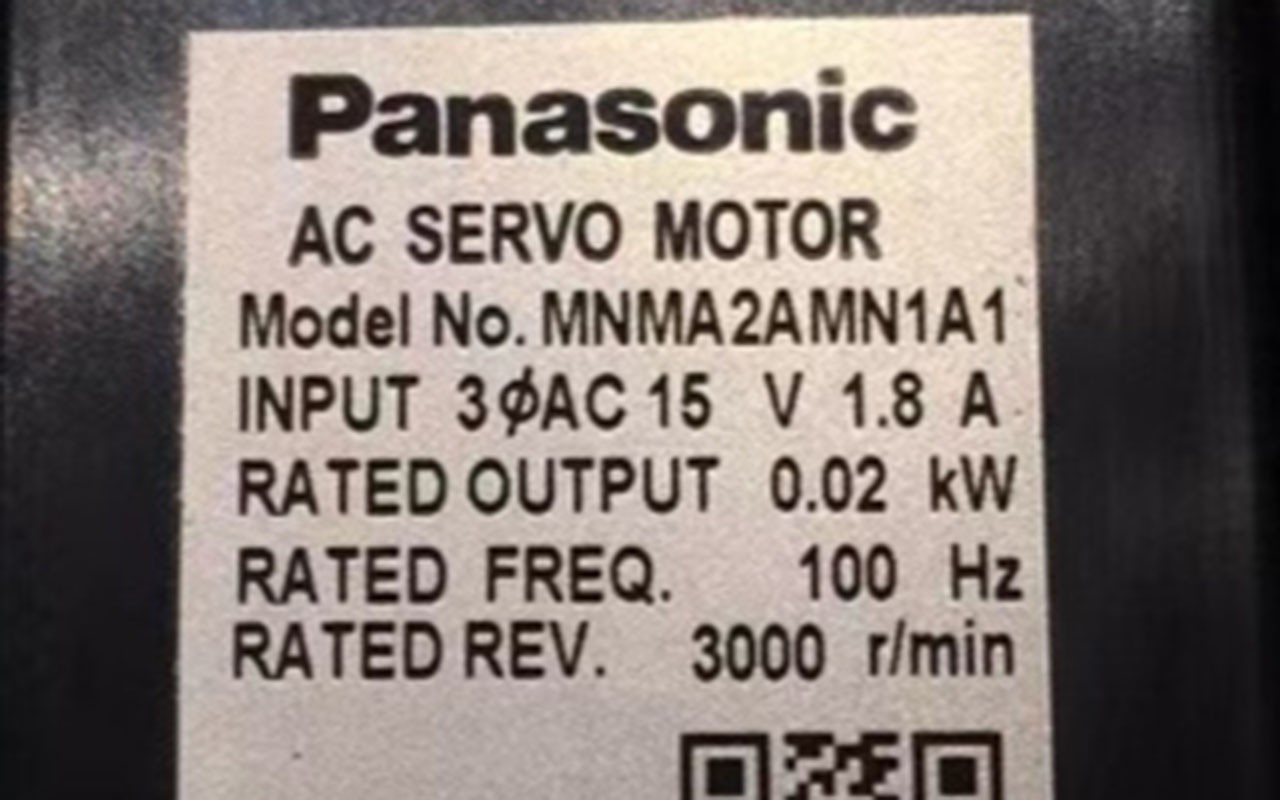 Panasonic
AC SERVO MOTOR
Model No. MNMA2AMN1A1
INPUT 3ϕAC 15 V 1.8 A
RATED OUTPUT 0.02 kW
RATED FREQ. 100 Hz
RATED REV. 3000 r/min